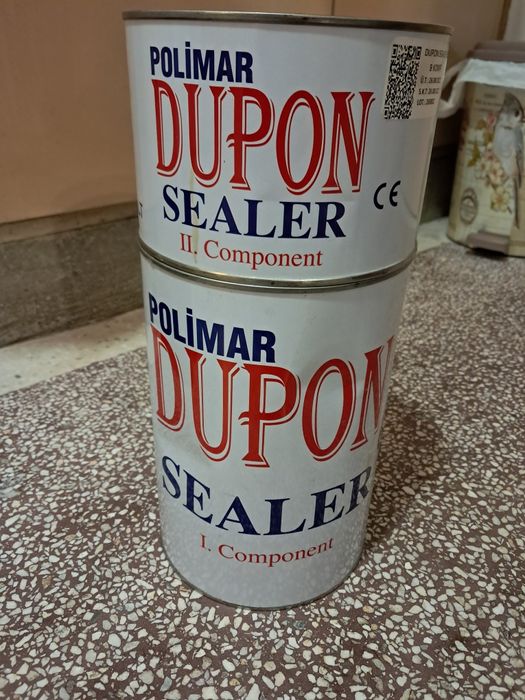 POLİMAR
DUPON
SEALER
II. Component
CE
POLİMAR
DUPON
SEALER
I. Component